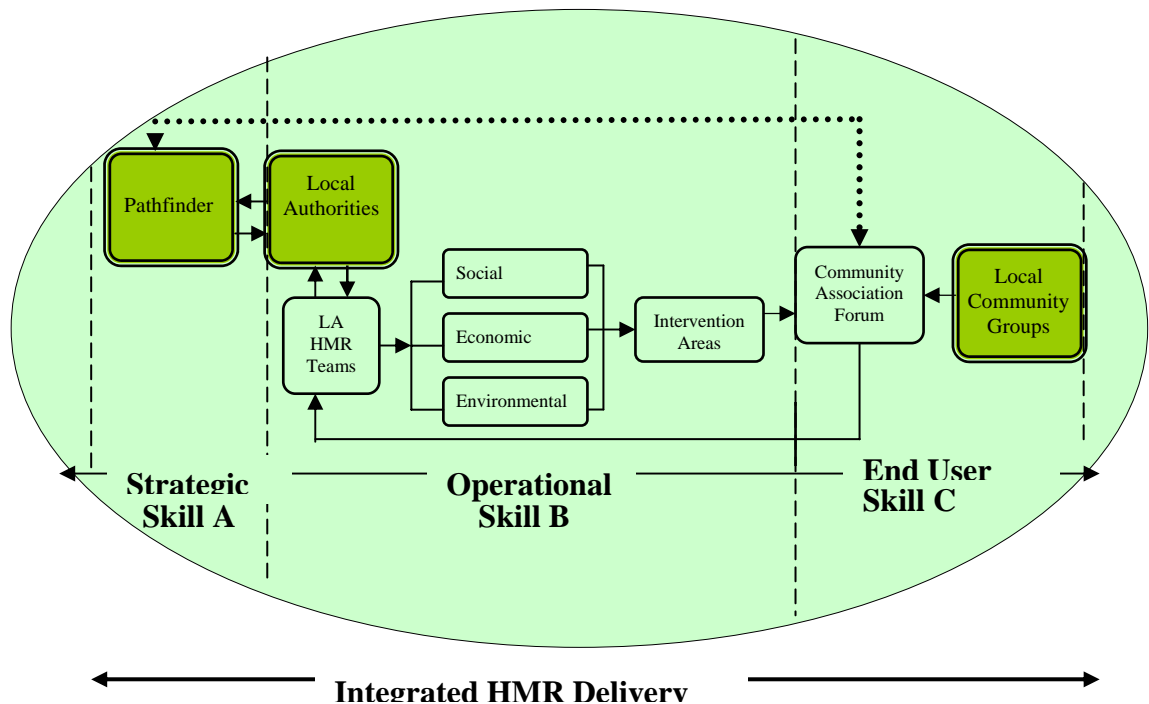 Pathfinder
Local
Authorities
LA
HMR
Teams
Social
Economic
Environmental
Intervention
Areas
Community
Association
Forum
Local
Community
Groups
Strategic
Skill A
Operational
Skill B
End User
Skill C
Integrated HMR Delivery